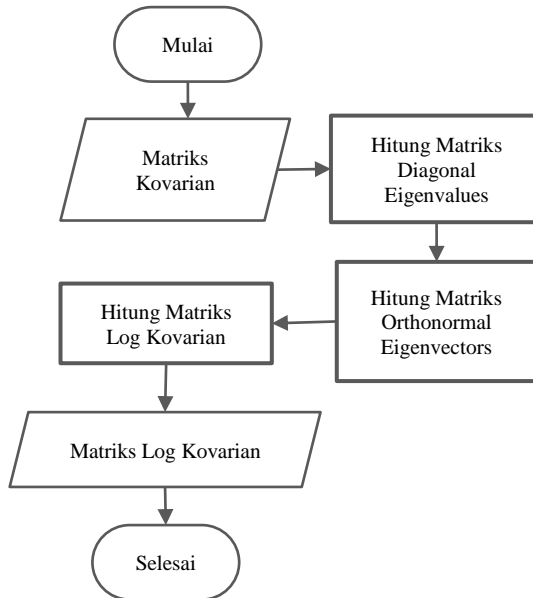 Mulai
Matriks
Kovarian
Hitung Matriks
Diagonal
Eigenvalues
Hitung Matriks
Orthonormal
Eigenvectors
Hitung Matriks
Log Kovarian
Matriks Log Kovarian
Selesai